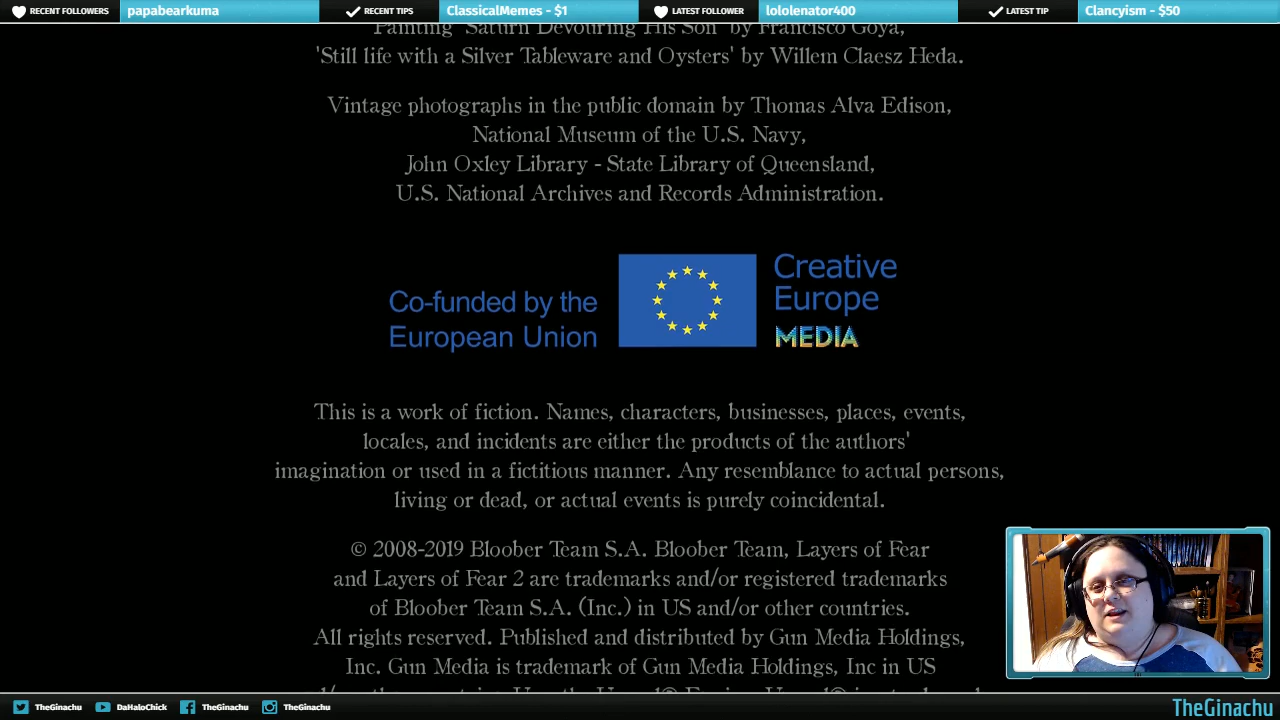 RECENT FOLLOWERS papabearkuma RECENT TIPS ClassicalMemes - $1 LATEST FOLLOWER lololenator400 LATEST TIP Clancyism - $50
Painting 'Saturn Devouring His Son' by Francisco Goya,
'Still life with a Silver Tableware and Oysters' by Willem Claesz Heda.
Vintage photographs in the public domain by Thomas Alva Edison,
National Museum of the U.S. Navy,
John Oxley Library - State Library of Queensland,
U.S. National Archives and Records Administration.
Co-funded by the
European Union
Creative
Europe
MEDIA
This is a work of fiction. Names, characters, businesses, places, events,
locales, and incidents are either the products of the authors'
imagination or used in a fictitious manner. Any resemblance to actual persons,
living or dead, or actual events is purely coincidental.
© 2008-2019 Bloober Team S.A. Bloober Team, Layers of Fear
and Layers of Fear 2 are trademarks and/or registered trademarks
of Bloober Team S.A. (Inc.) in US and/or other countries.
All rights reserved. Published and distributed by Gun Media Holdings,
Inc. Gun Media is trademark of Gun Media Holdings, Inc in US
TheGinachu DaHaloChick TheGinachu TheGinachu TheGinachu